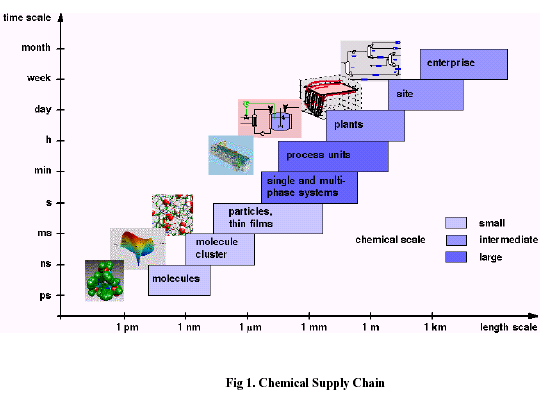 time scale
month
week
day
h
min
s
ms
ns
ps
enterprise
site
plants
process units
single and multi-
phase systems
particles,
thin films
molecule
cluster
molecules
chemical scale
small
intermediate
large
1 pm
1 nm
1 µm
1 mm
1 m
1 km
length scale
Fig 1. Chemical Supply Chain